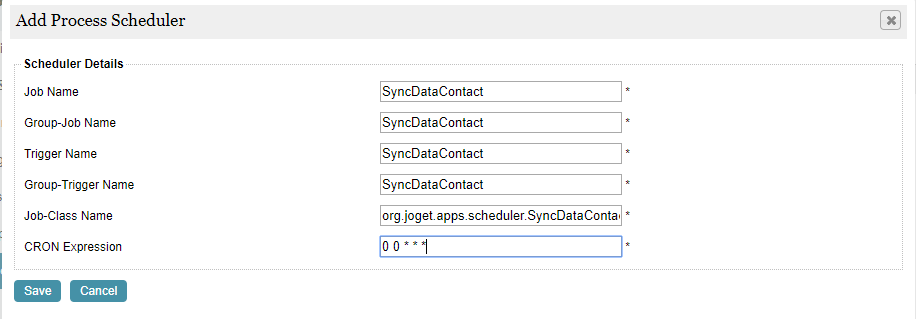 Add Process Scheduler
Scheduler Details
Job Name SyncDataContact *
Group-Job Name SyncDataContact *
Trigger Name SyncDataContact *
Group-Trigger Name SyncDataContact *
Job-Class Name org.joget.apps.scheduler.SyncDataConta *
CRON Expression 0 0 * * * *
Save Cancel